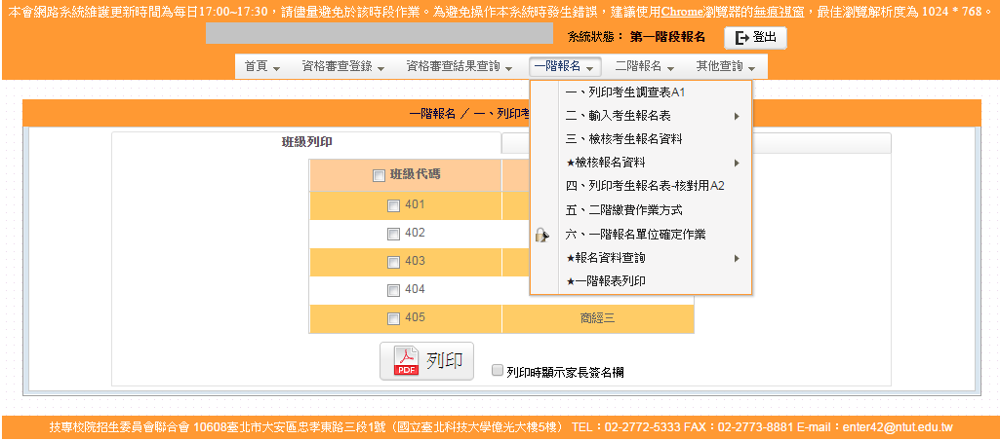 本會網路系統維護更新時間為每日17:00~17:30，請儘量避免於該時段作業。為避免操作本系統時發生錯誤，建議使用Chrome瀏覽器的無痕視窗，最佳瀏覽解析度為 1024 * 768。
系統狀態： 第一階段報名
登出
首頁 資格審查登錄 資格審查結果查詢 一階報名 二階報名 其他查詢
一階報名 ／ 一、列印考
一、列印考生調查表A1
二、輸入考生報名表
三、檢核考生報名資料
★檢核報名資料
四、列印考生報名表-核對用A2
五、二階繳費作業方式
六、一階報名單位確定作業
★報名資料查詢
★一階報表列印
班級列印
班級代碼
401
402
403
404
405 商經三
PDF 列印
列印時顯示家長簽名欄
技專校院招生委員會聯合會 10608臺北市大安區忠孝東路三段1號（國立臺北科技大學億光大樓5樓） TEL：02-2772-5333 FAX：02-2773-8881 E-mail：enter42@ntut.edu.tw